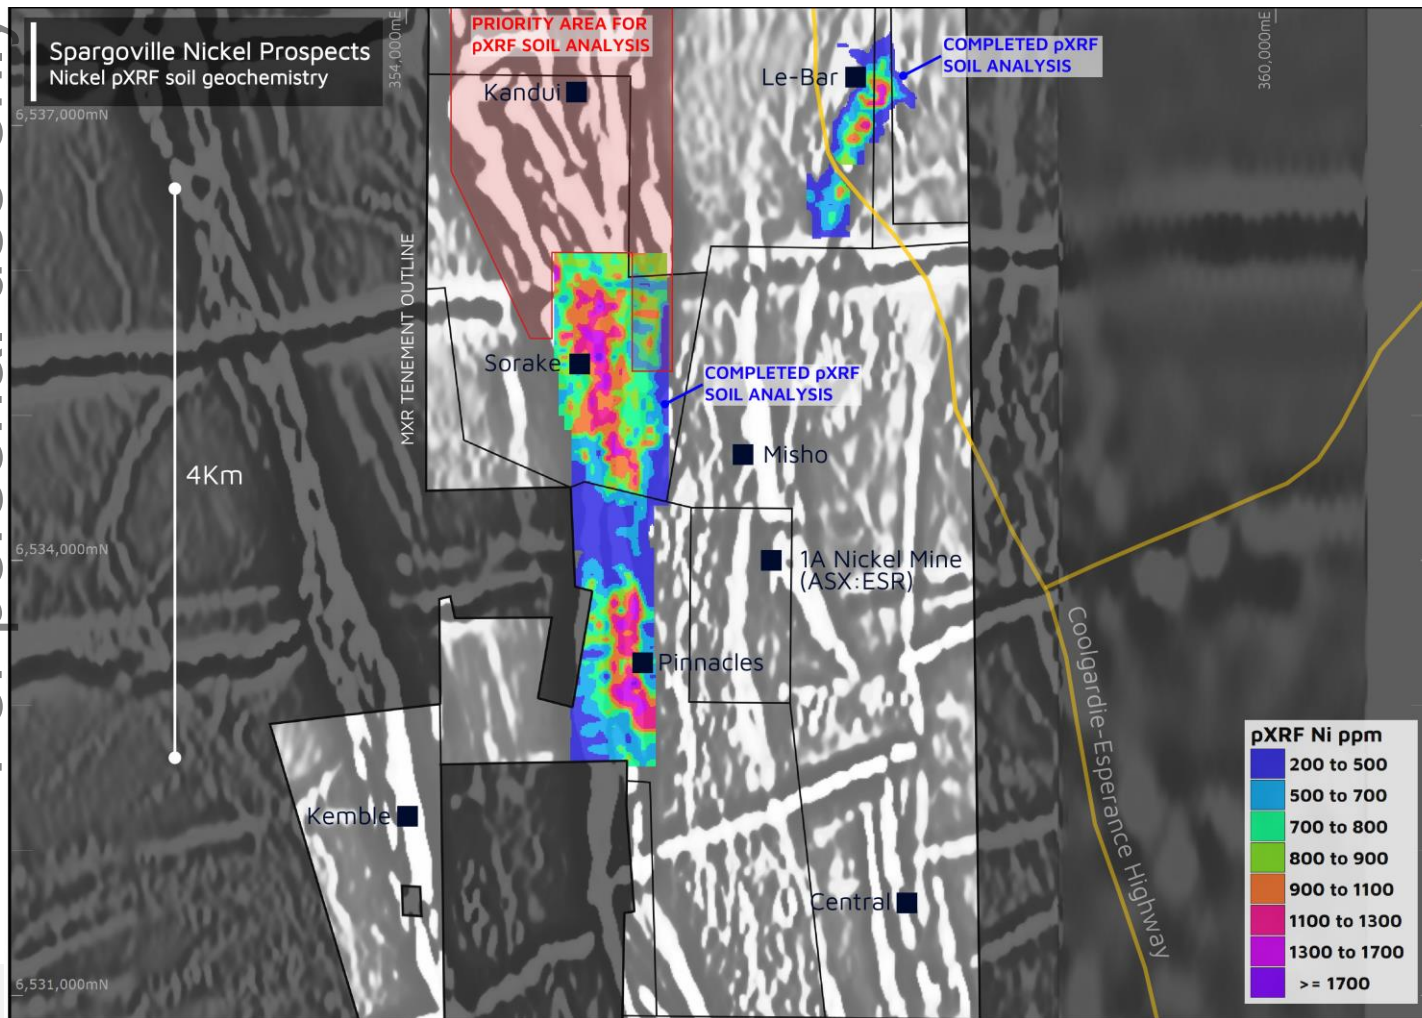 Spargoville Nickel Prospects
Nickel pXRF soil geochemistry
PRIORITY AREA FOR
pXRF SOIL ANALYSIS
354,000mE
360,000mE
COMPLETED pXRF
SOIL ANALYSIS
Le-Bar
Kandui
6,537,000mN
MXR TENEMENT OUTLINE
Sorake
COMPLETED pXRF
SOIL ANALYSIS
4Km
Misho
6,534,000mN
1A Nickel Mine
(ASX:ESR)
Pinnacles
Coolgardie-Esperance Highway
Kemble
Central
6,531,000mN
pXRF Ni ppm
200 to 500
500 to 700
700 to 800
800 to 900
900 to 1100
1100 to 1300
1300 to 1700
>= 1700